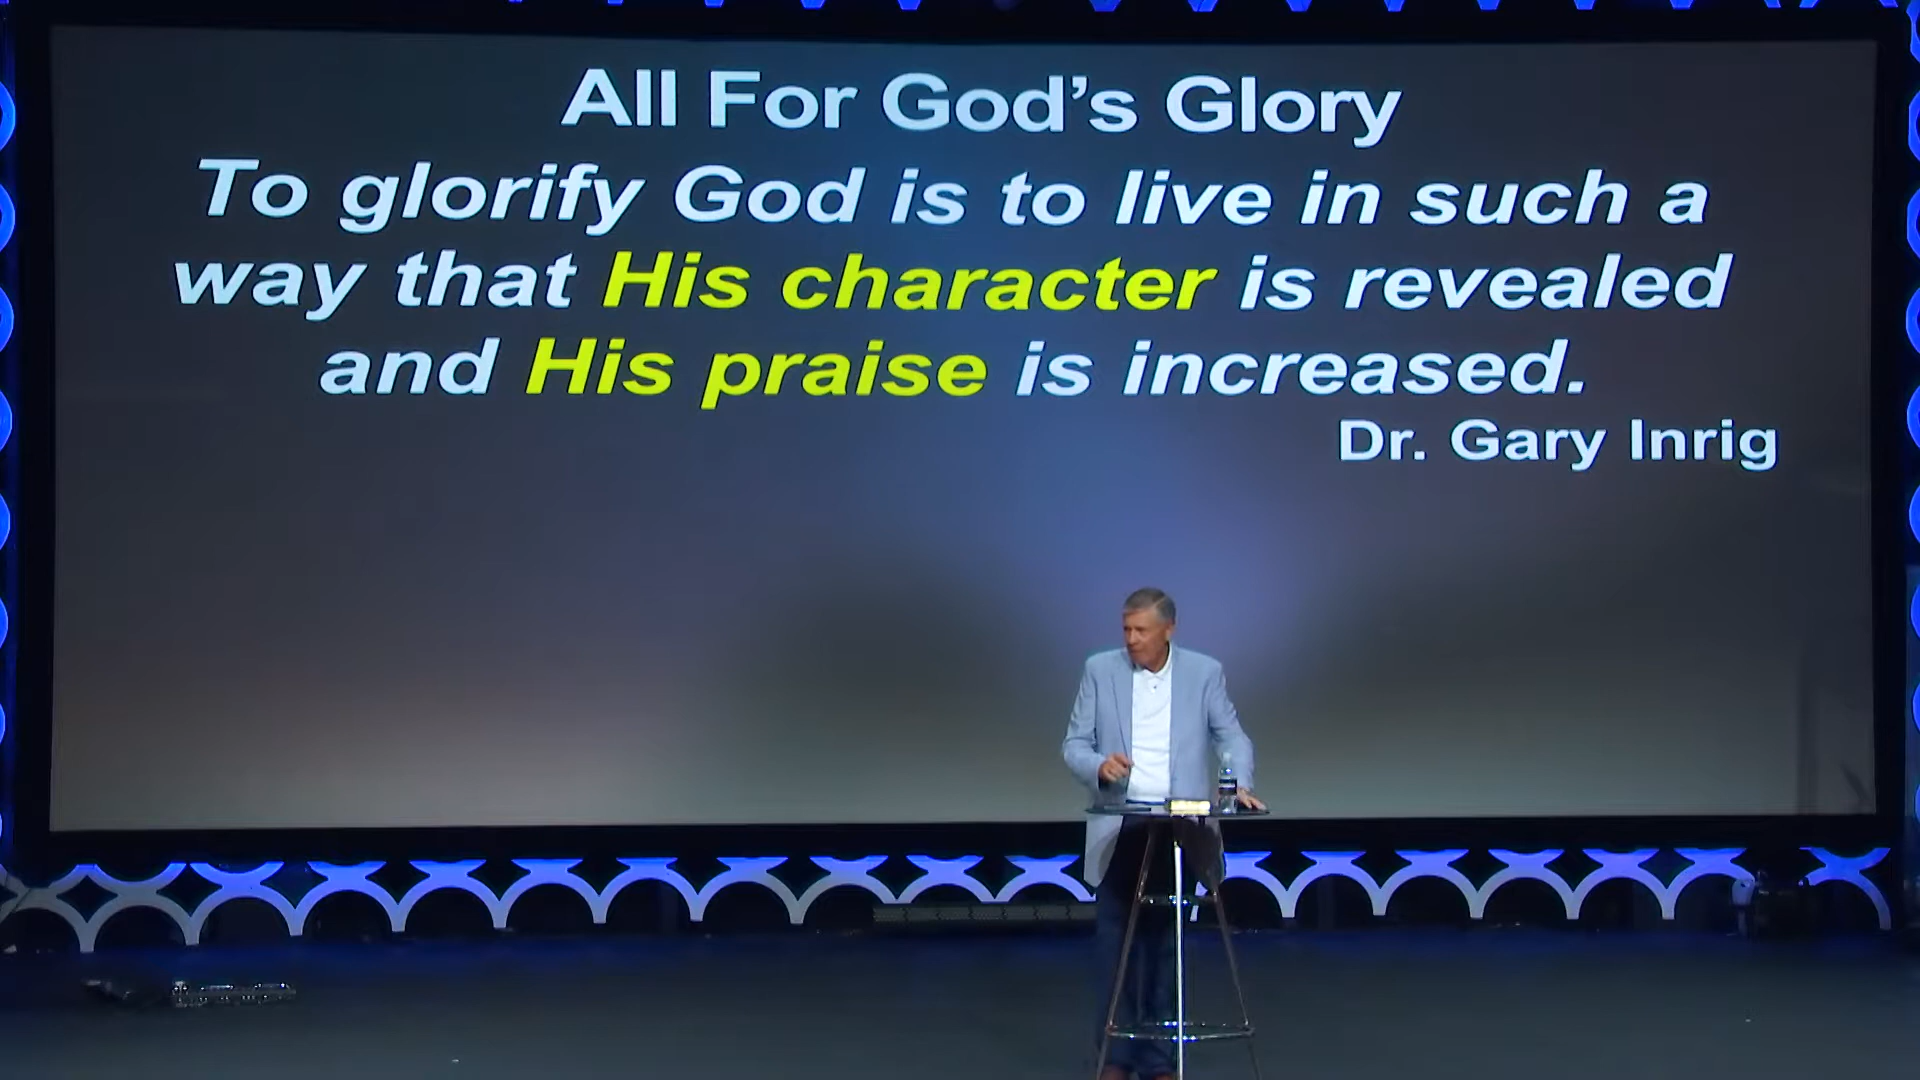 All For God’s Glory
To glorify God is to live in such a
way that His character is revealed
and His praise is increased.
Dr. Gary Inrig